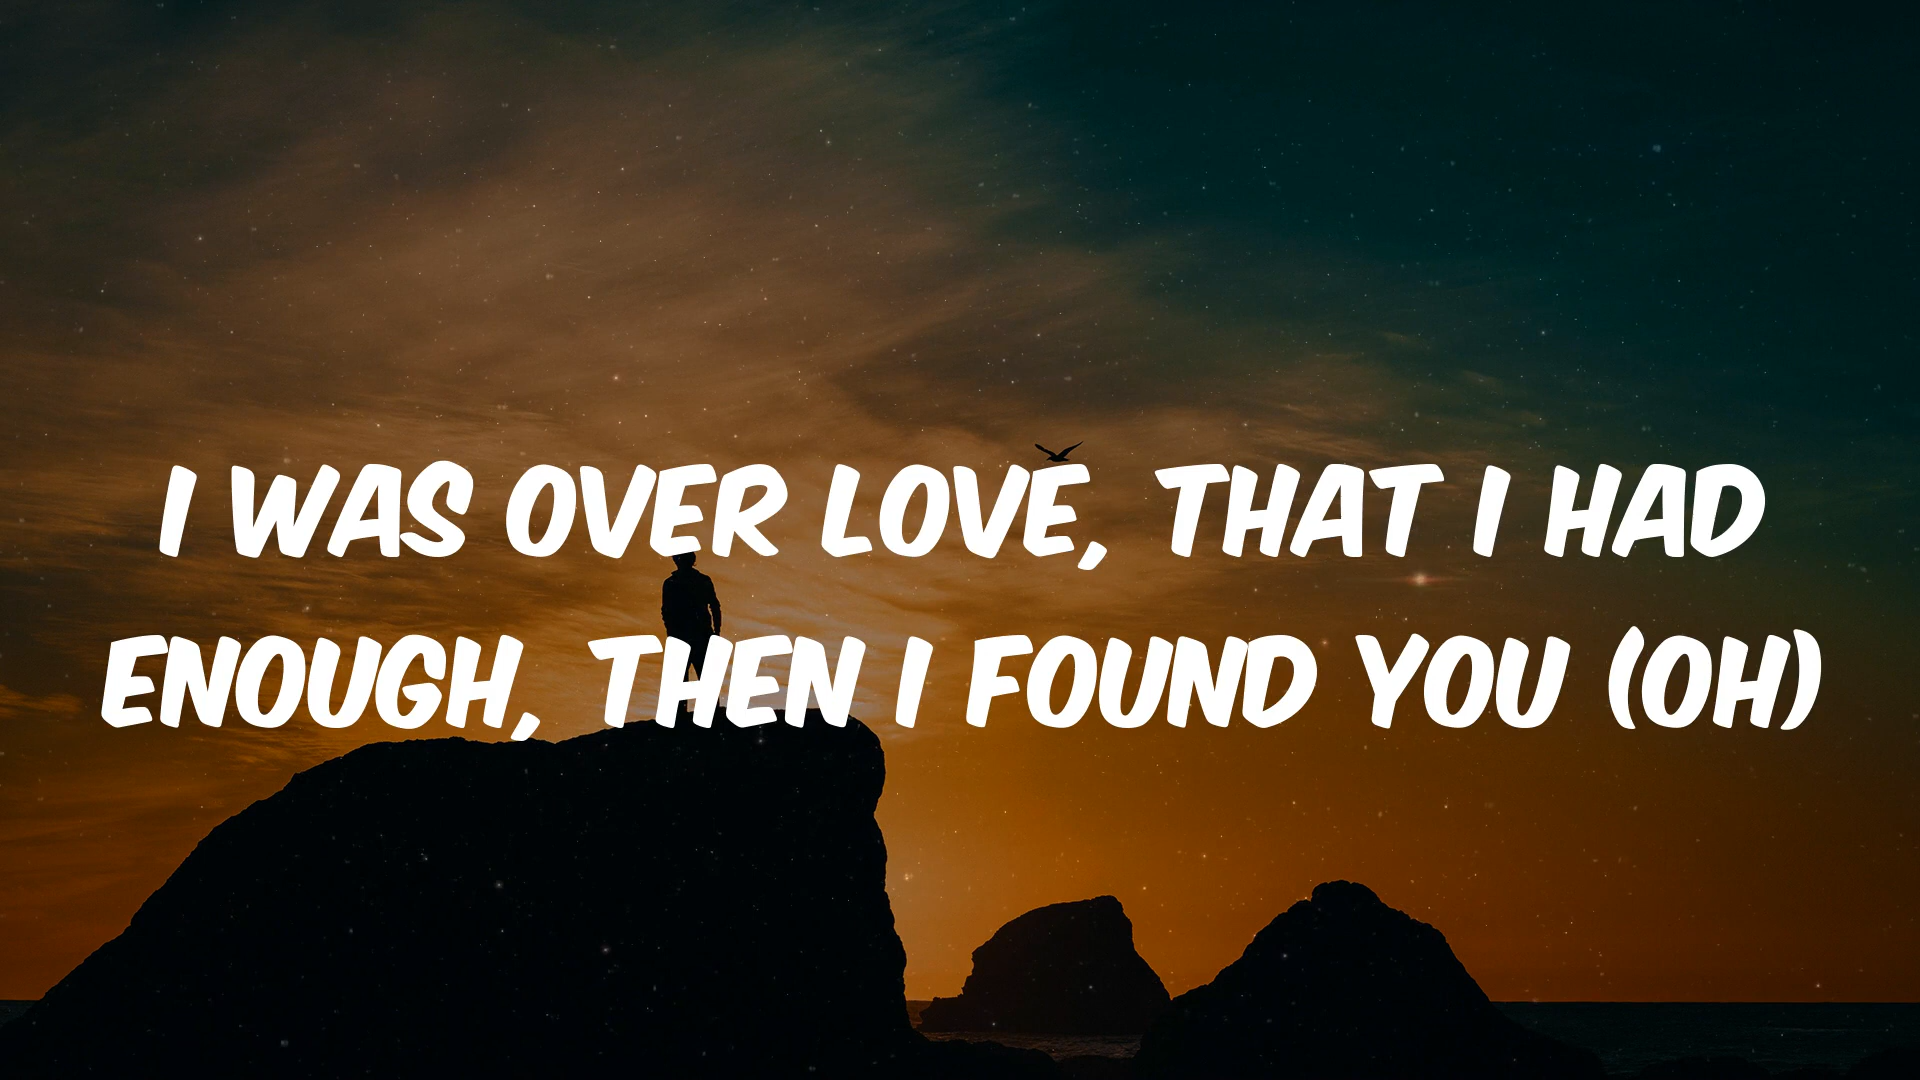 I WAS OVER LOVE, THAT I HAD
ENOUGH, THEN I FOUND YOU (OH)